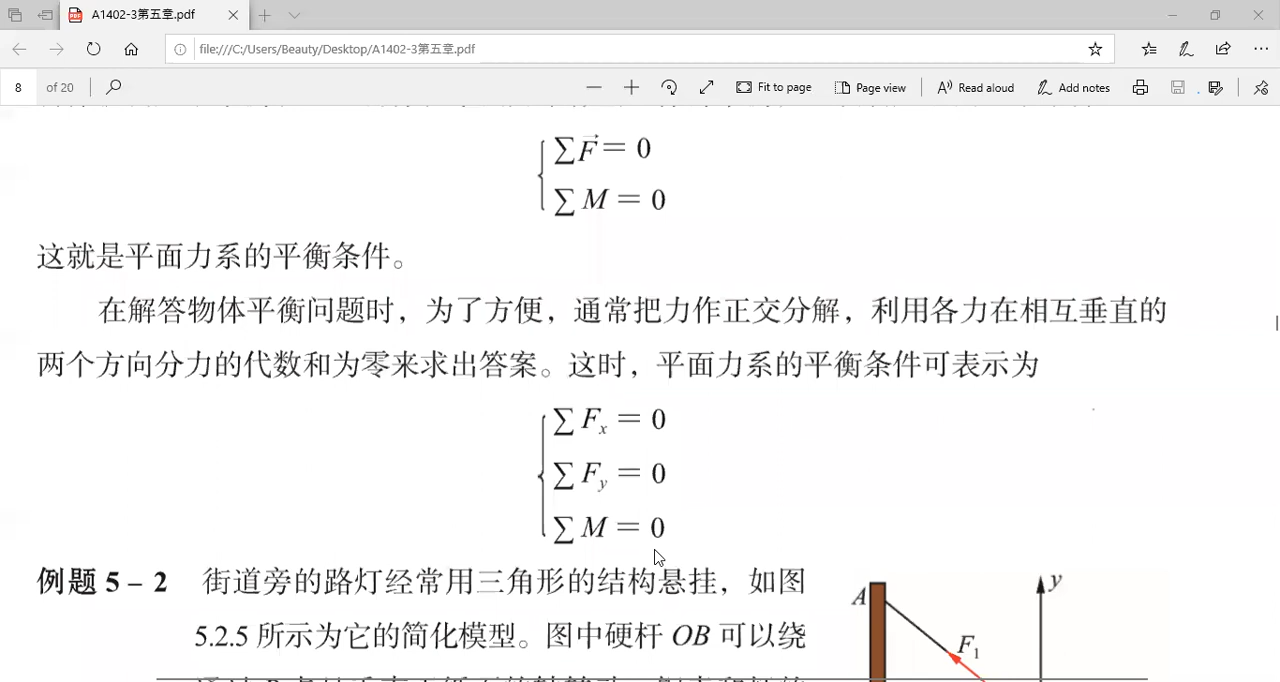 A1402-3第五章.pdf
file:///C:/Users/Beauty/Desktop/A1402-3第五章.pdf
8 of 20 Fit to page Page view Read aloud Add notes
∑F⃗ = 0
∑ M = 0
这就是平面力系的平衡条件。
在解答物体平衡问题时，为了方便，通常把力作正交分解，利用各力在相互垂直的
两个方向分力的代数和为零来求出答案。这时，平面力系的平衡条件可表示为
∑ Fx = 0
∑ Fy = 0
∑ M = 0
例题 5 – 2 街道旁的路灯经常用三角形的结构悬挂，如图
5.2.5 所示为它的简化模型。图中硬杆 OB 可以绕
A
y
F1